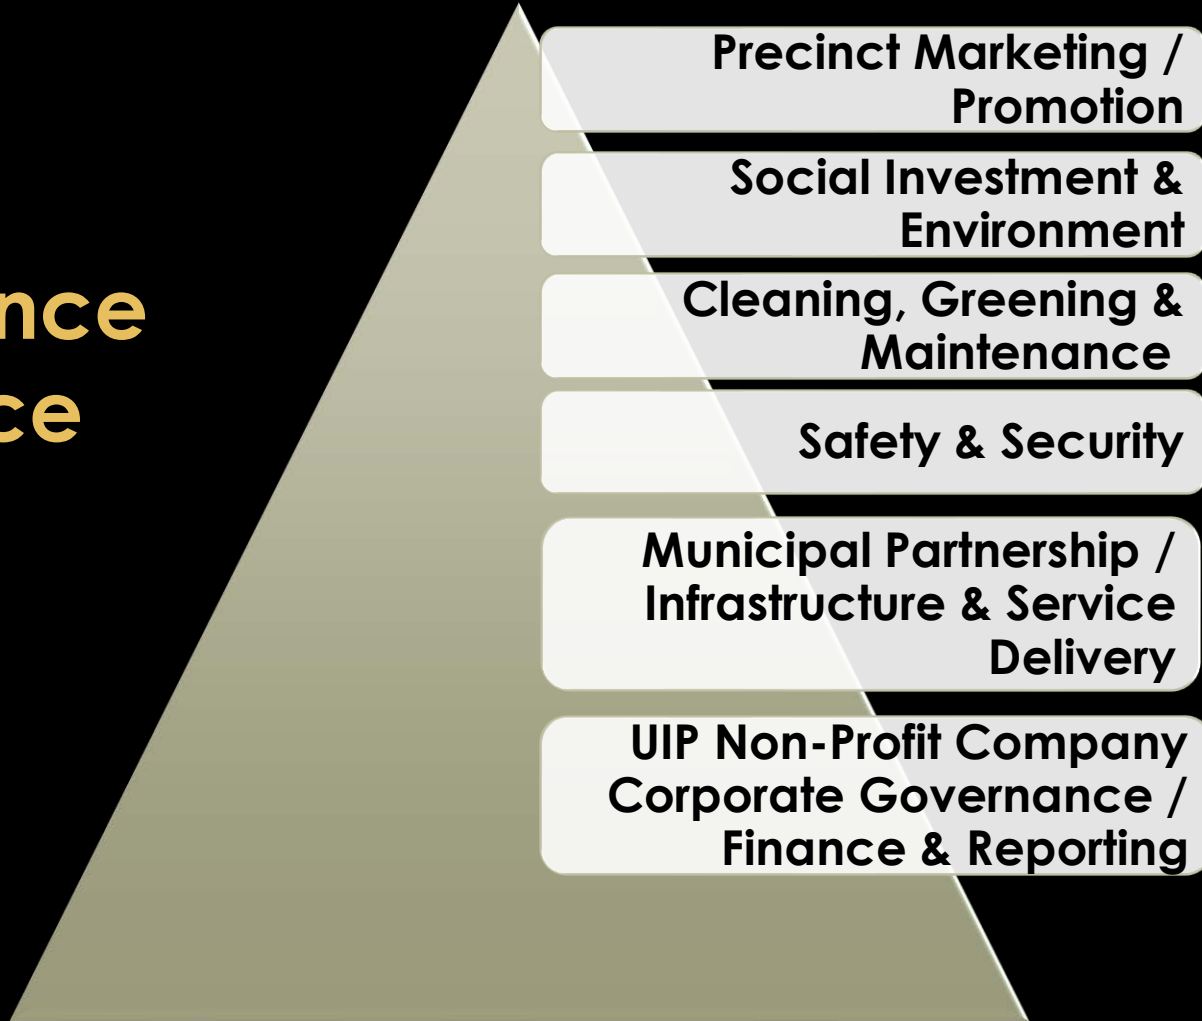 nce
ce
Precinct Marketing /
Promotion
Social Investment &
Environment
Cleaning, Greening &
Maintenance
Safety & Security
Municipal Partnership /
Infrastructure & Service
Delivery
UIP Non-Profit Company
Corporate Governance /
Finance & Reporting